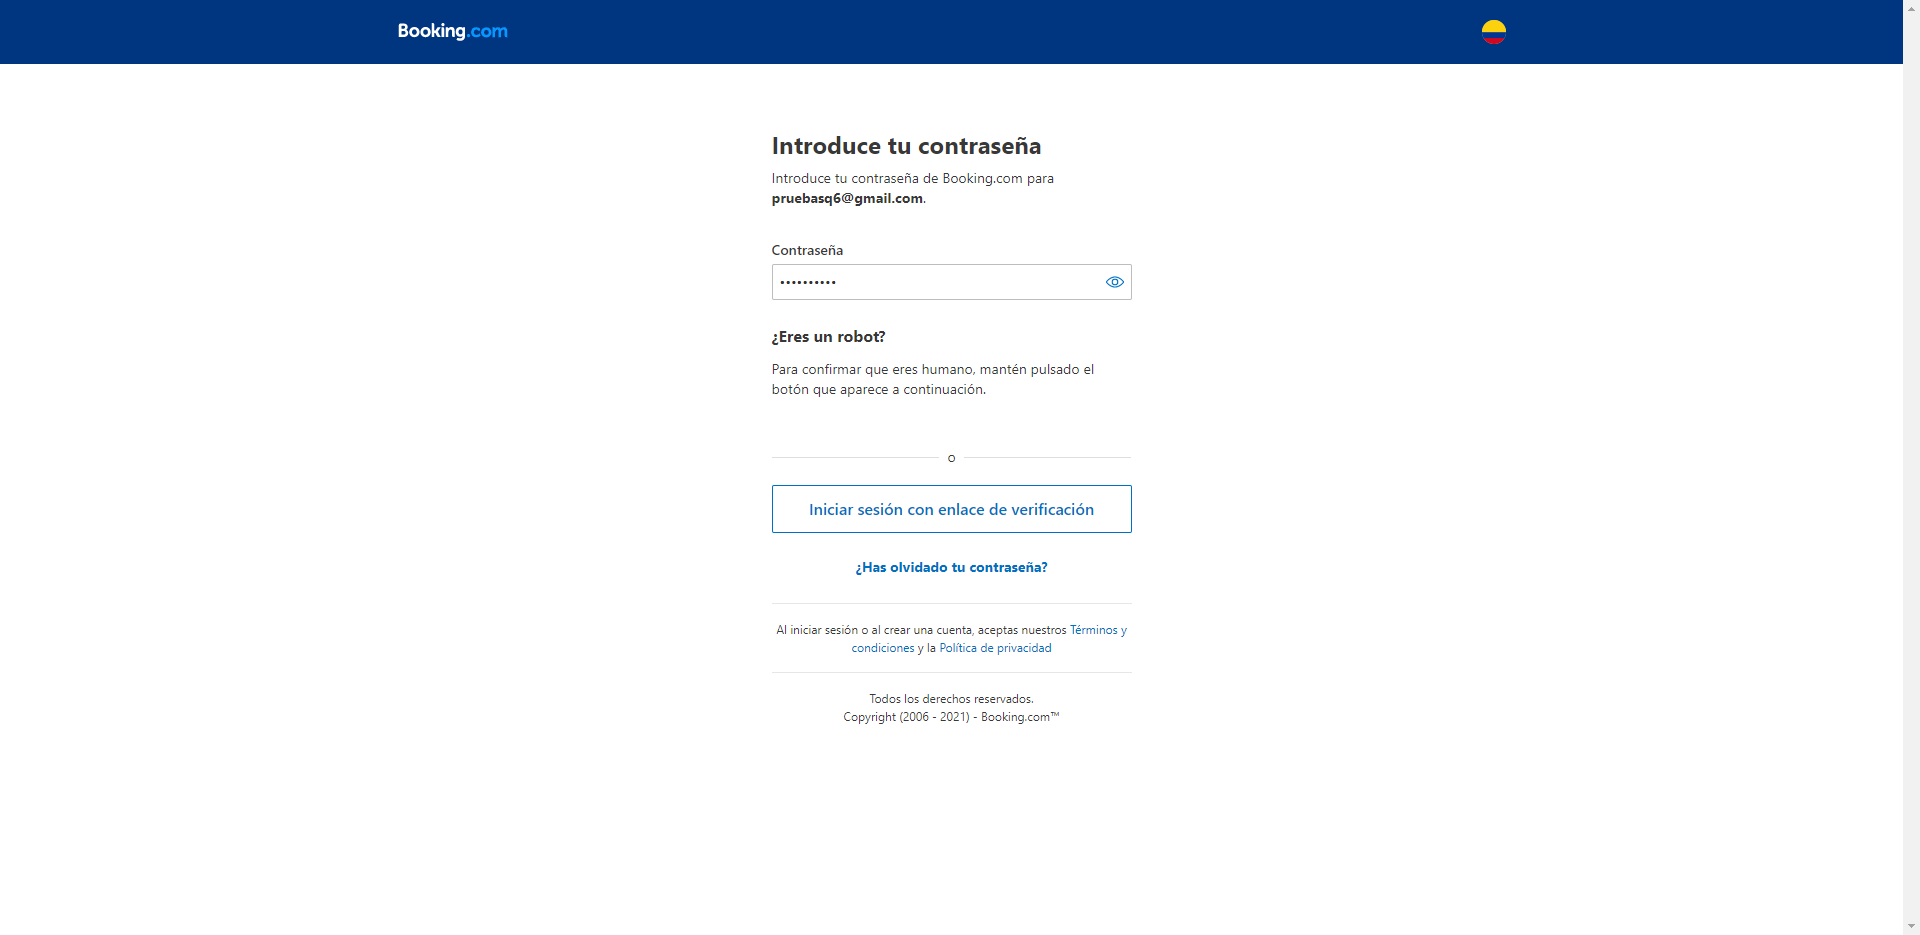 Booking.com
Introduce tu contraseña
Introduce tu contraseña de Booking.com para
pruebasq6@gmail.com.
Contraseña
••••••••••
¿Eres un robot?
Para confirmar que eres humano, mantén pulsado el
botón que aparece a continuación.
o
Iniciar sesión con enlace de verificación
¿Has olvidado tu contraseña?
Al iniciar sesión o al crear una cuenta, aceptas nuestros Términos y
condiciones y la Política de privacidad
Todos los derechos reservados.
Copyright (2006 - 2021) - Booking.com™